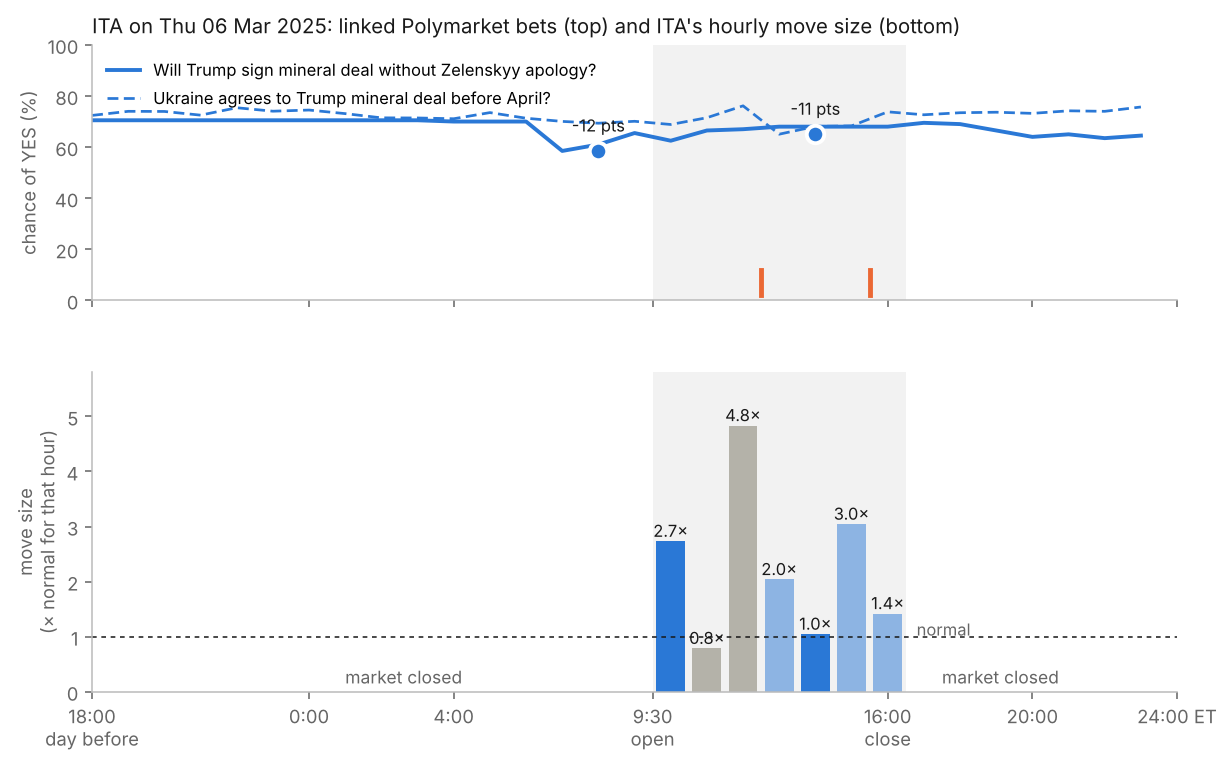 ITA on Thu 06 Mar 2025: linked Polymarket bets (top) and ITA's hourly move size (bottom)
chance of YES (%)
100
80
60
40
20
0
Will Trump sign mineral deal without Zelenskyy apology?
Ukraine agrees to Trump mineral deal before April?
-12 pts
-11 pts
move size
(× normal for that hour)
5
4
3
2
1
0
2.7×
0.8×
4.8×
2.0×
1.0×
3.0×
1.4×
normal
market closed
market closed
18:00
day before
0:00
4:00
9:30
open
16:00
close
20:00
24:00 ET